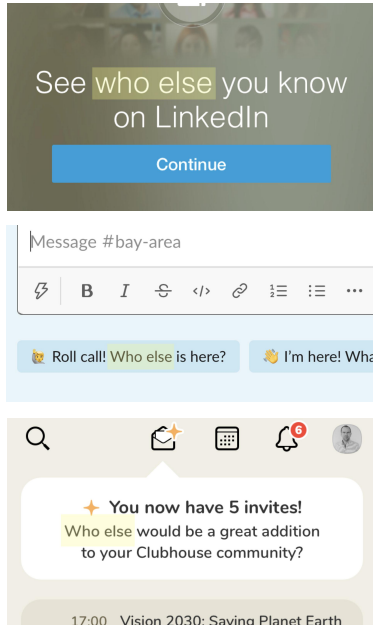 See who else you know
on LinkedIn
Continue
Message #bay-area
B I S </>
Roll call! Who else is here?
I'm here! Wha
6
You now have 5 invites!
Who else would be a great addition
to your Clubhouse community?
17:00 Vision 2030: Saving Planet Earth